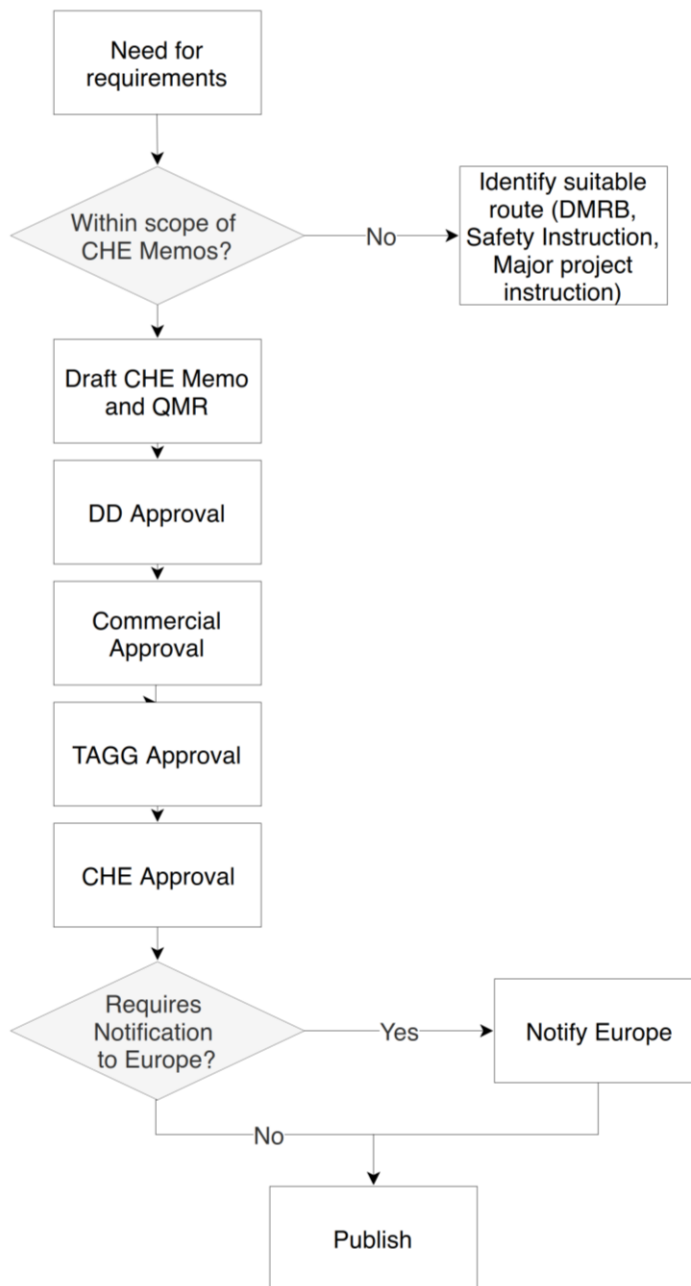 Need for
requirements
Within scope of
CHE Memos?
No
Identify suitable
route (DMRB,
Safety Instruction,
Major project
instruction)
Draft CHE Memo
and QMR
DD Approval
Commercial
Approval
TAGG Approval
CHE Approval
Requires
Notification
to Europe?
Yes
Notify Europe
No
Publish